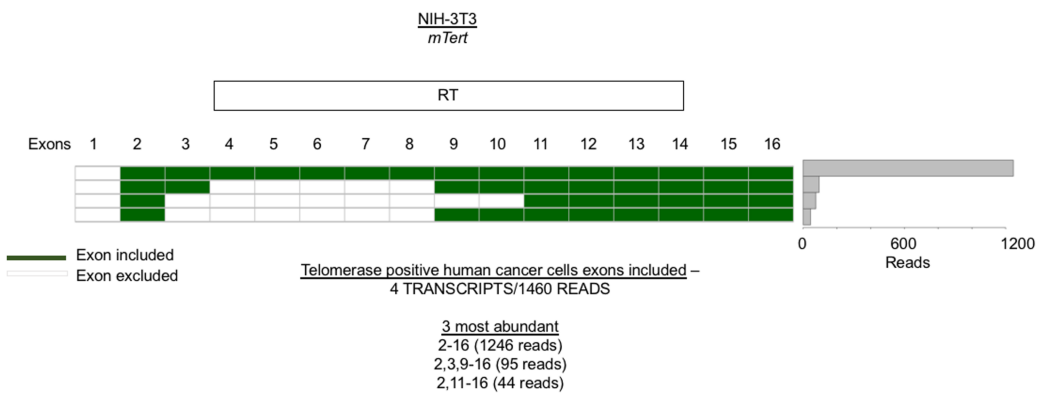 NIH-3T3
mTert
RT
Exons 1 2 3 4 5 6 7 8 9 10 11 12 13 14 15 16
0 600 1200
Reads
Exon included
Exon excluded
Telomerase positive human cancer cells exons included –
4 TRANSCRIPTS/1460 READS
3 most abundant
2-16 (1246 reads)
2,3,9-16 (95 reads)
2,11-16 (44 reads)